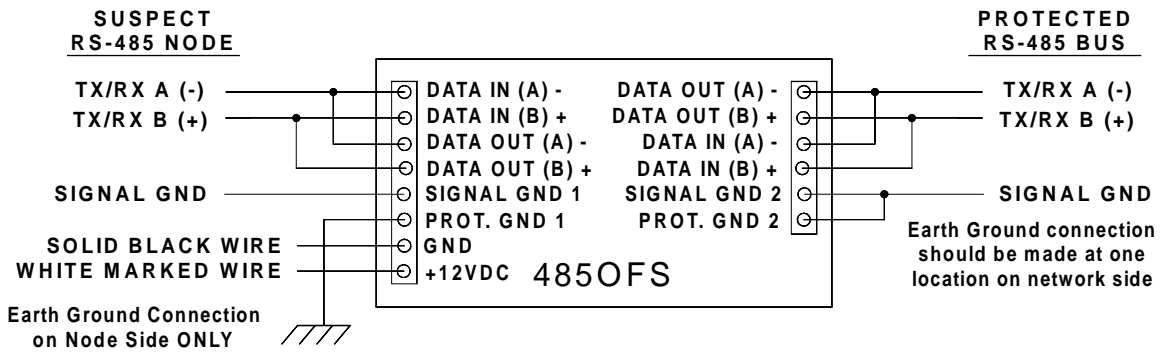 SUSPECT
RS-485 NODE
PROTECTED
RS-485 BUS
TX/RX A (-)
DATA IN (A) -
DATA OUT (A) -
TX/RX A (-)
TX/RX B (+)
DATA IN (B) +
DATA OUT (B) +
TX/RX B (+)
DATA OUT (A) -
DATA IN (A) -
DATA OUT (B) +
DATA IN (B) +
SIGNAL GND
SIGNAL GND 1
SIGNAL GND 2
SIGNAL GND
PROT. GND 1
PROT. GND 2
SOLID BLACK WIRE
GND
WHITE MARKED WIRE
+12VDC
485OFS
Earth Ground connection
should be made at one
location on network side
Earth Ground Connection
on Node Side ONLY